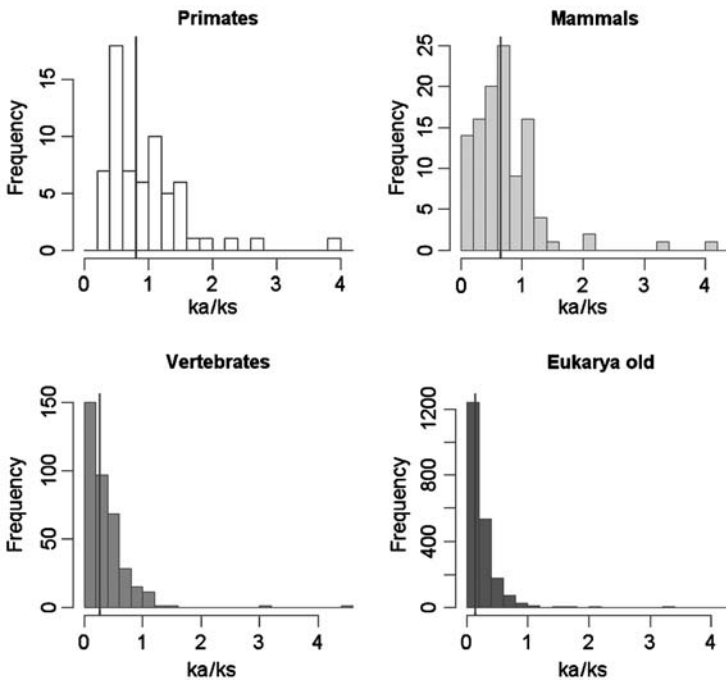 Primates
Frequency
0 5 10 15
0 1 2 3 4
ka/ks
Mammals
Frequency
0 5 10 15 20 25
0 1 2 3 4
ka/ks
Vertebrates
Frequency
0 50 100 150
0 1 2 3 4
ka/ks
Eukarya old
Frequency
0 400 800 1200
0 1 2 3 4
ka/ks